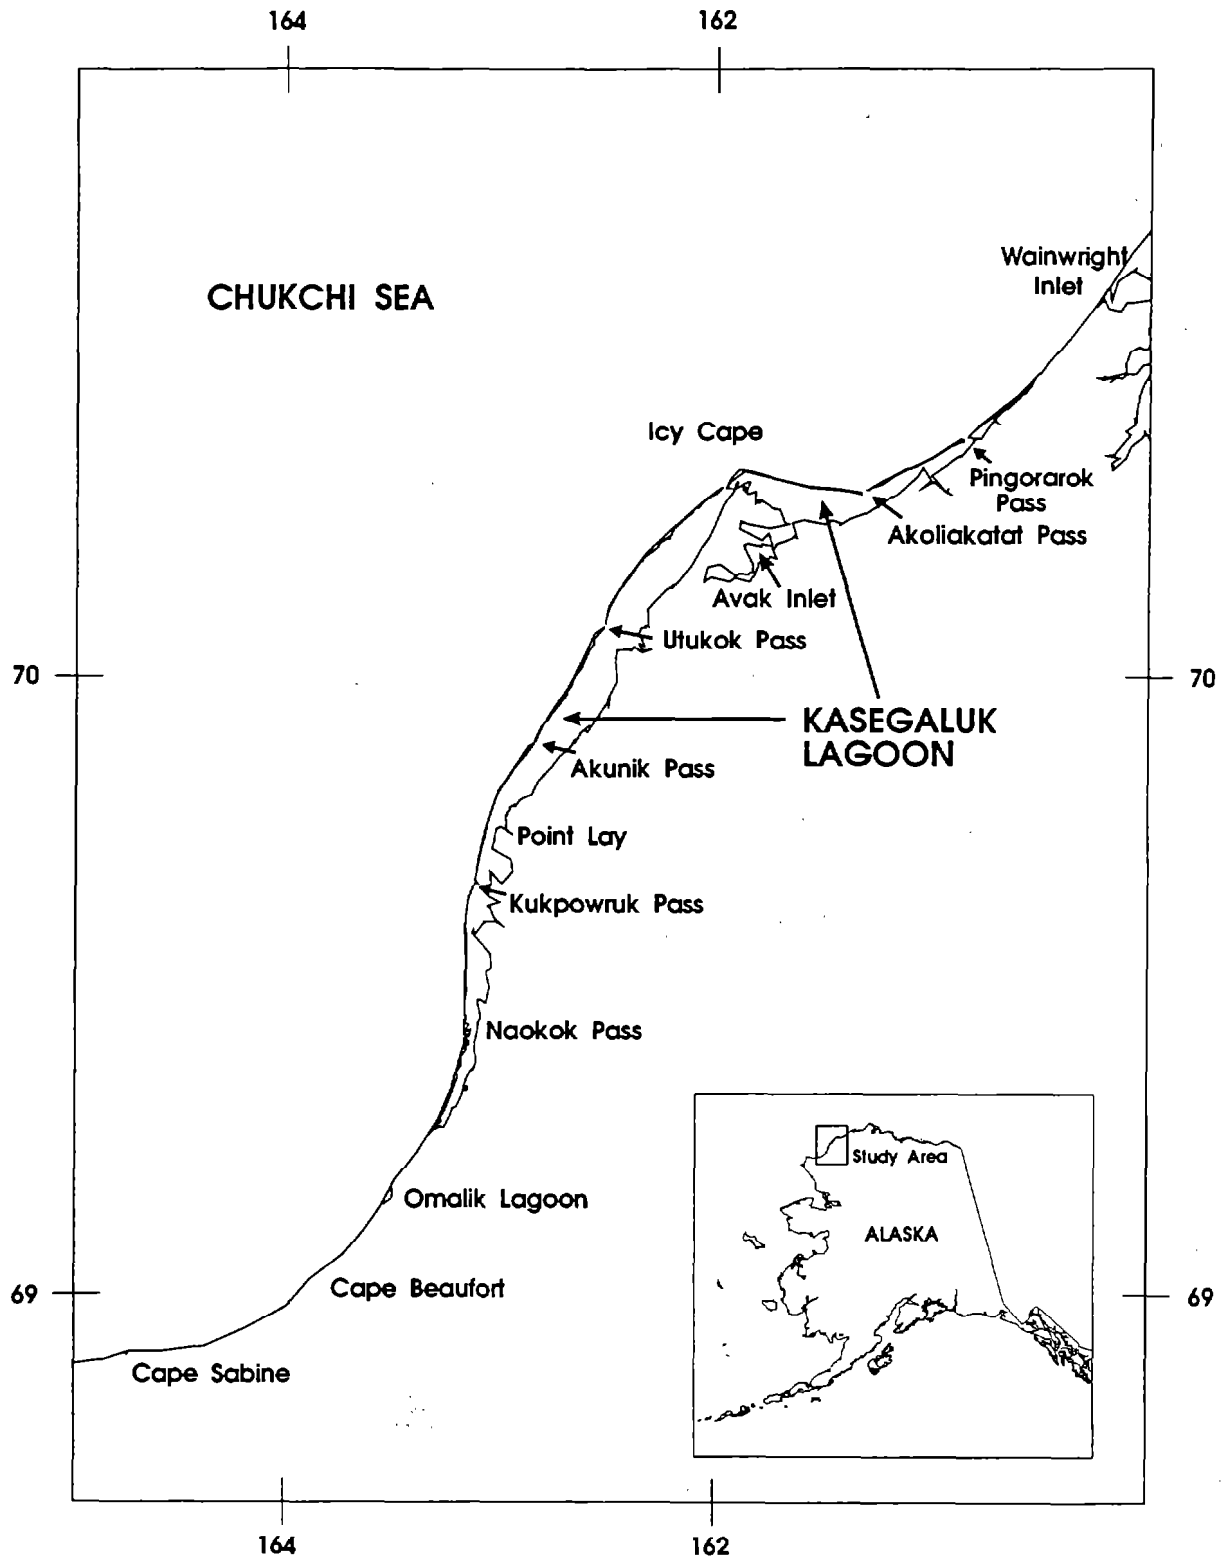 164 162
CHUKCHI SEA
Wainwright
Inlet
Icy Cape
Pingorarok
Pass
Akoliakatat Pass
Avak Inlet
Utukok Pass
70 70
KASEGALUK
LAGOON
Akunik Pass
Point Lay
Kukpowruk Pass
Naokok Pass
Study Area
Omalik Lagoon
ALASKA
Cape Beaufort
69 69
Cape Sabine
164 162